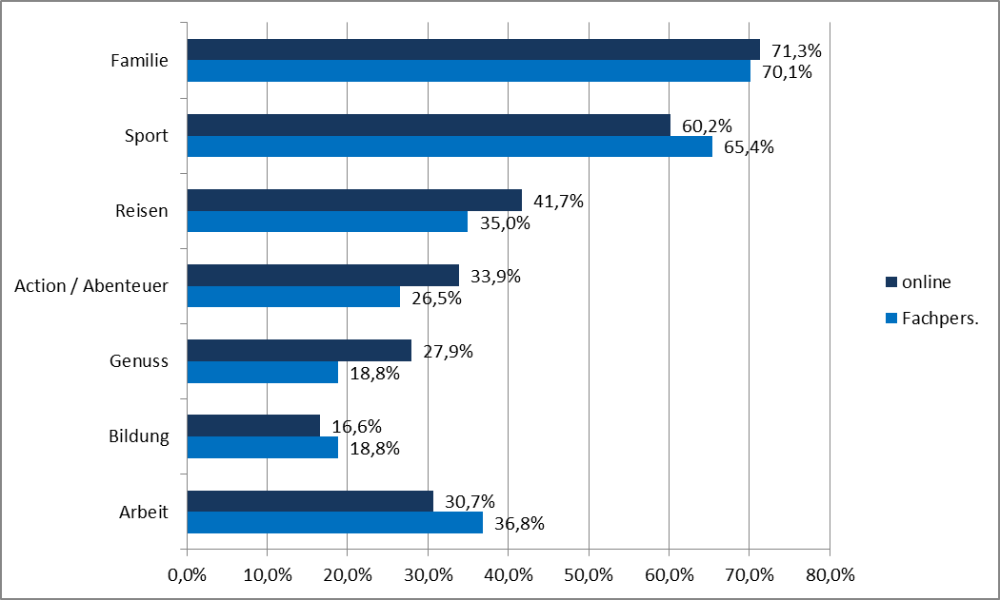 Familie
71,3%
70,1%
Sport
60,2%
65,4%
Reisen
41,7%
35,0%
Action / Abenteuer
33,9%
26,5%
Genuss
27,9%
18,8%
Bildung
16,6%
18,8%
Arbeit
30,7%
36,8%
0,0% 10,0% 20,0% 30,0% 40,0% 50,0% 60,0% 70,0% 80,0%
online
Fachpers.